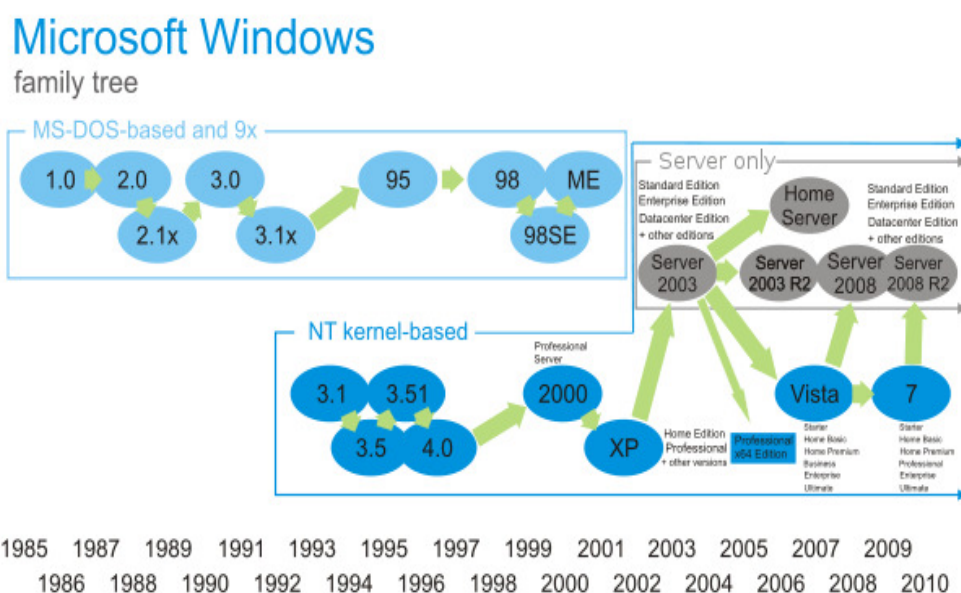 Microsoft Windows
family tree
MS-DOS-based and 9x
1.0
2.0
3.0
95
98
ME
2.1x
3.1x
98SE
Server only
Standard Edition
Enterprise Edition
Datacenter Edition
+ other editions
Home
Server
Standard Edition
Enterprise Edition
Datacenter Edition
+ other editions
Server
2003
Server
2003 R2
Server
2008
Server
2008 R2
NT kernel-based
Professional
Server
3.1
3.51
2000
Vista
7
3.5
4.0
XP
Home Edition
Professional
+ other versions
Professional
x64 Edition
Starter
Home Basic
Home Premium
Business
Enterprise
Ultimate
Starter
Home Basic
Home Premium
Professional
Enterprise
Ultimate
1985 1987 1989 1991 1993 1995 1997 1999 2001 2003 2005 2007 2009
1986 1988 1990 1992 1994 1996 1998 2000 2002 2004 2006 2008 2010